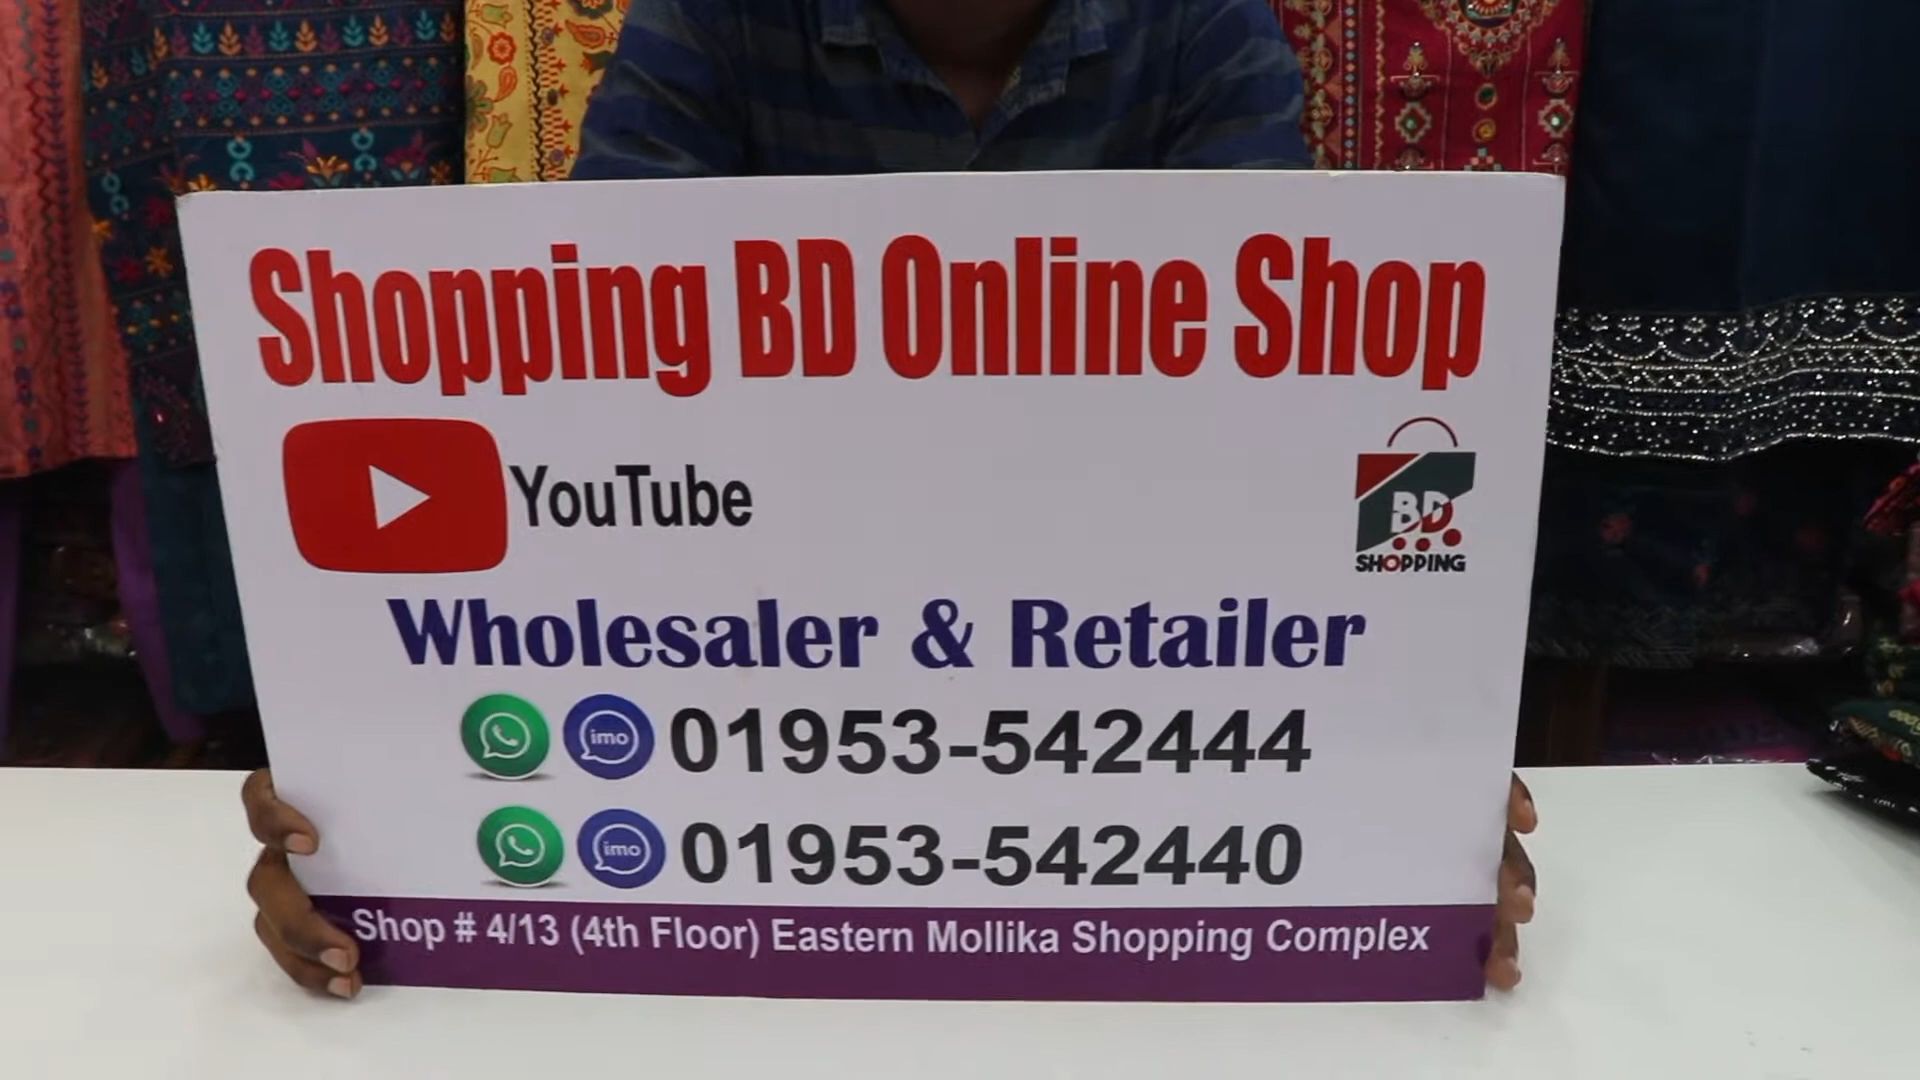 Shopping BD Online Shop
YouTube
BD
SHOPPING
Wholesaler & Retailer
imo 01953-542444
imo 01953-542440
Shop # 4/13 (4th Floor) Eastern Mollika Shopping Complex